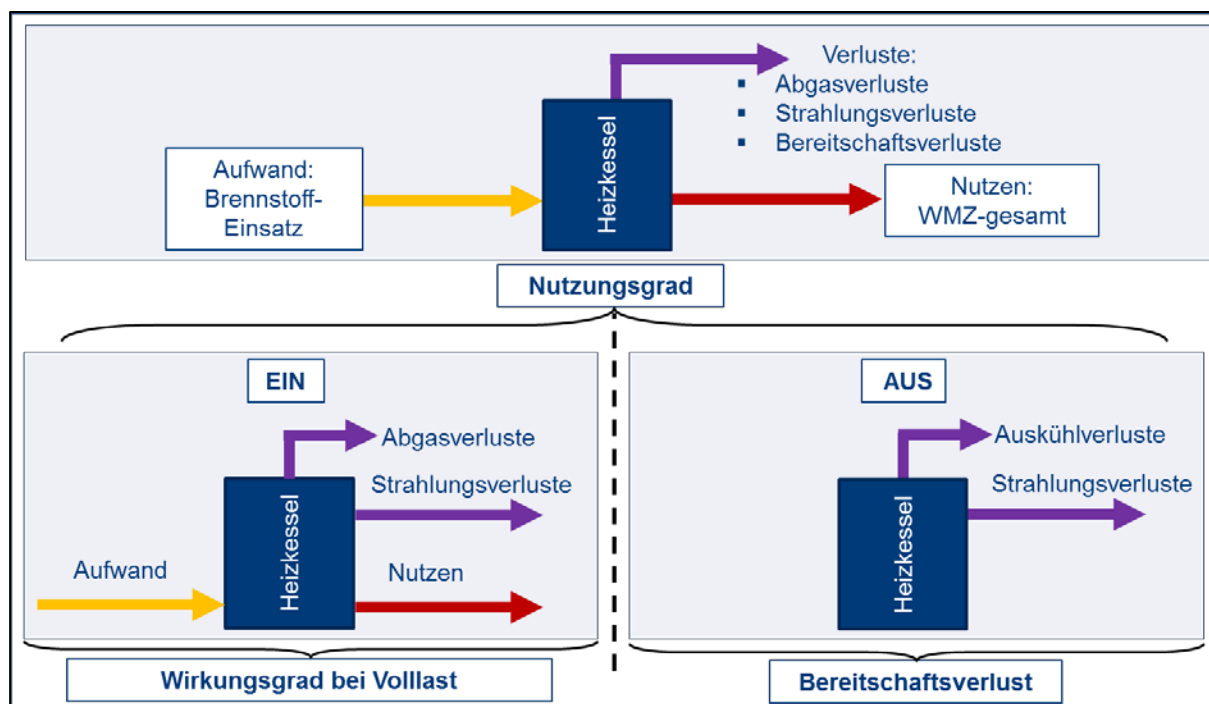 Verluste:
▪ Abgasverluste
▪ Strahlungsverluste
▪ Bereitschaftsverluste
Aufwand:
Brennstoff-
Einsatz
Heizkessel
Nutzen:
WMZ-gesamt
Nutzungsgrad
EIN
Abgasverluste
Strahlungsverluste
Heizkessel
Aufwand
Nutzen
Wirkungsgrad bei Volllast
AUS
Auskühlverluste
Strahlungsverluste
Heizkessel
Bereitschaftsverlust